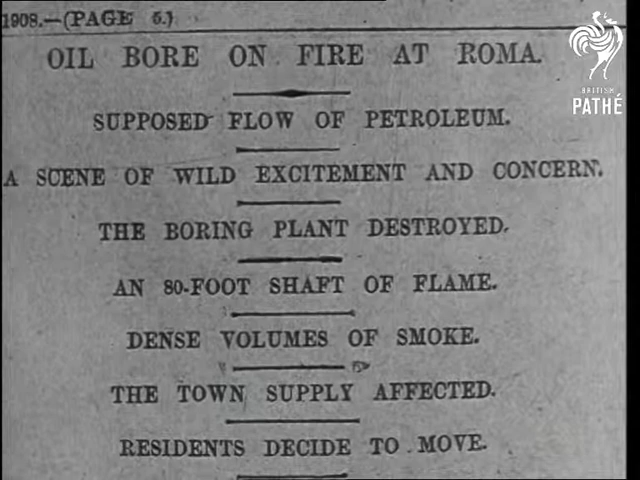 1908.—(PAGE 5.)
OIL BORE ON FIRE AT ROMA.
SUPPOSED FLOW OF PETROLEUM.
A SCENE OF WILD EXCITEMENT AND CONCERN.
THE BORING PLANT DESTROYED.
AN 80-FOOT SHAFT OF FLAME.
DENSE VOLUMES OF SMOKE.
THE TOWN SUPPLY AFFECTED.
RESIDENTS DECIDE TO MOVE.
BRITISH
PATHÉ